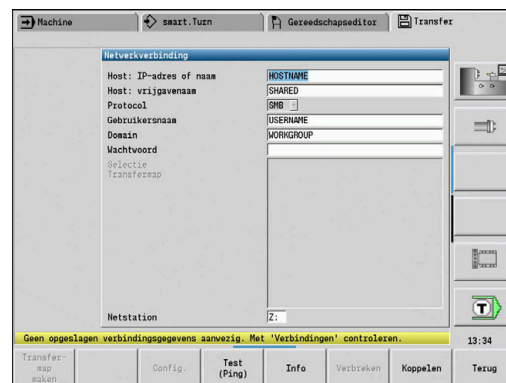 Machine
smart.Turn
Gereedschapseditor
Transfer
Netwerkverbinding
Host: IP-adres of naam
HOSTNAME
Host: vrijgavenaam
SHARED
Protocol
SMB
Gebruikersnaam
USERNAME
Domain
WORKGROUP
Wachtwoord
Selectie
Transfermap
Netstation
Z:
Geen opgeslagen verbindingsgegevens aanwezig. Met 'Verbindingen' controleren.
13:34
Transfer-
map
maken
Config.
Test
(Ping)
Info
Verbreken
Koppelen
Terug
T